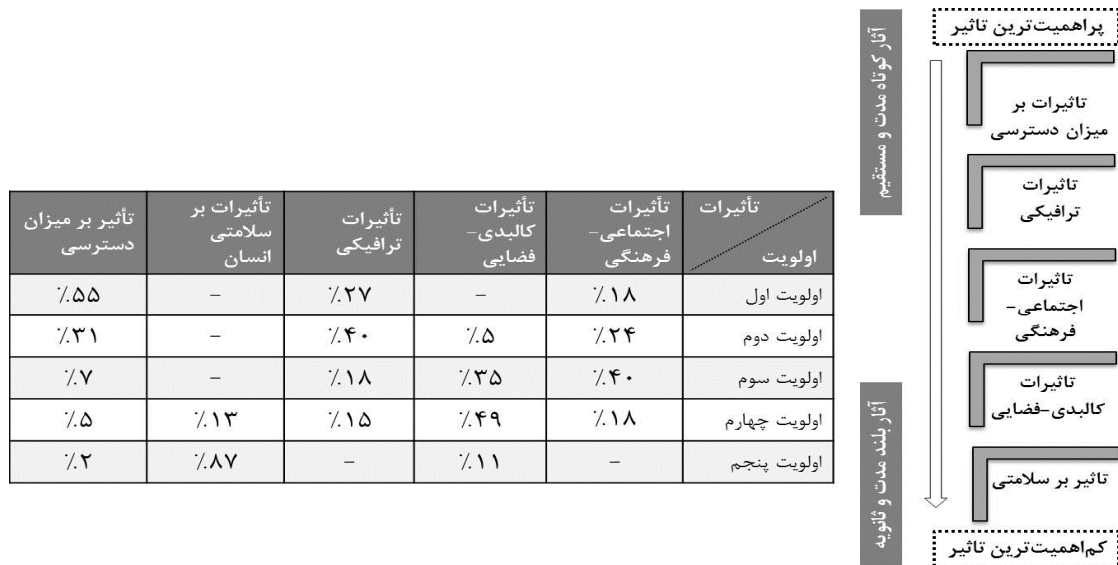 پراهمیت‌ترین تاثیر
آثار کوتاه مدت و مستقیم
تاثیرات بر
میزان دسترسی
تاثیرات
ترافیکی
تاثیرات
اجتماعی-
فرهنگی
تاثیرات
کالبدی-فضایی
تاثیر بر سلامتی
آثار بلند مدت و ثانویه
کم‌اهمیت‌ترین تاثیر
تأثیرات
اولویت
تأثیرات
اجتماعی-
فرهنگی
تأثیرات
کالبدی-
فضایی
تأثیرات
ترافیکی
تأثیرات بر
سلامتی
انسان
تأثیر بر میزان
دسترسی
اولویت اول ٪۱۸ - ٪۲۷ - ٪۵۵
اولویت دوم ٪۲۴ ٪۵ ٪۴۰ - ٪۳۱
اولویت سوم ٪۴۰ ٪۳۵ ٪۱۸ - ٪۷
اولویت چهارم ٪۱۸ ٪۴۹ ٪۱۵ ٪۱۳ ٪۵
اولویت پنجم - ٪۱۱ - ٪۸۷ ٪۲